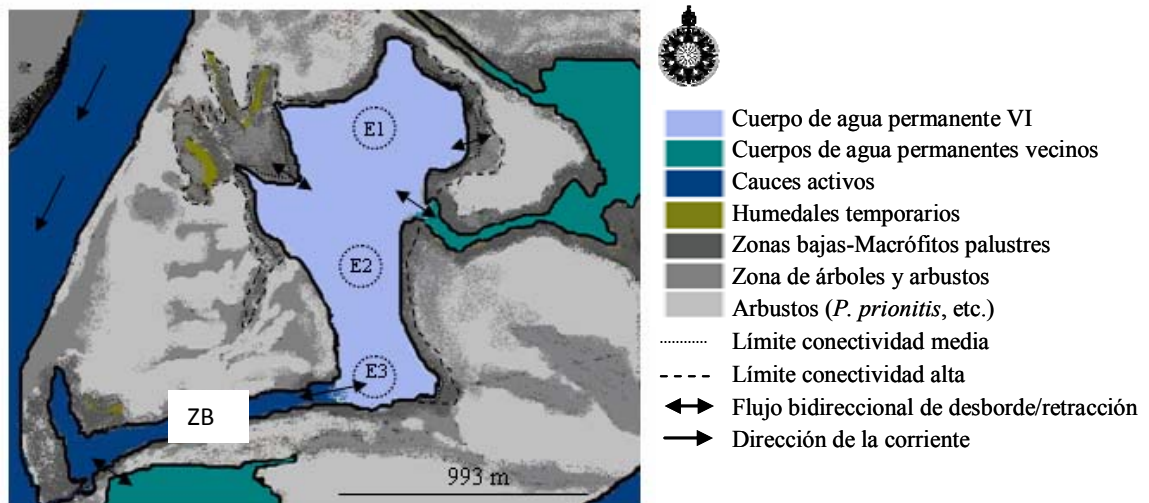 E1
E2
E3
ZB
993 m
Cuerpo de agua permanente VI
Cuerpos de agua permanentes vecinos
Cauces activos
Humedales temporarios
Zonas bajas-Macrófitos palustres
Zona de árboles y arbustos
Arbustos (P. prionitis, etc.)
Límite conectividad media
Límite conectividad alta
Flujo bidireccional de desborde/retracción
Dirección de la corriente